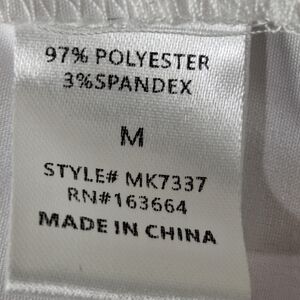 97% POLYESTER
3%SPANDEX
M
STYLE# MK7337
RN#163664
MADE IN CHINA